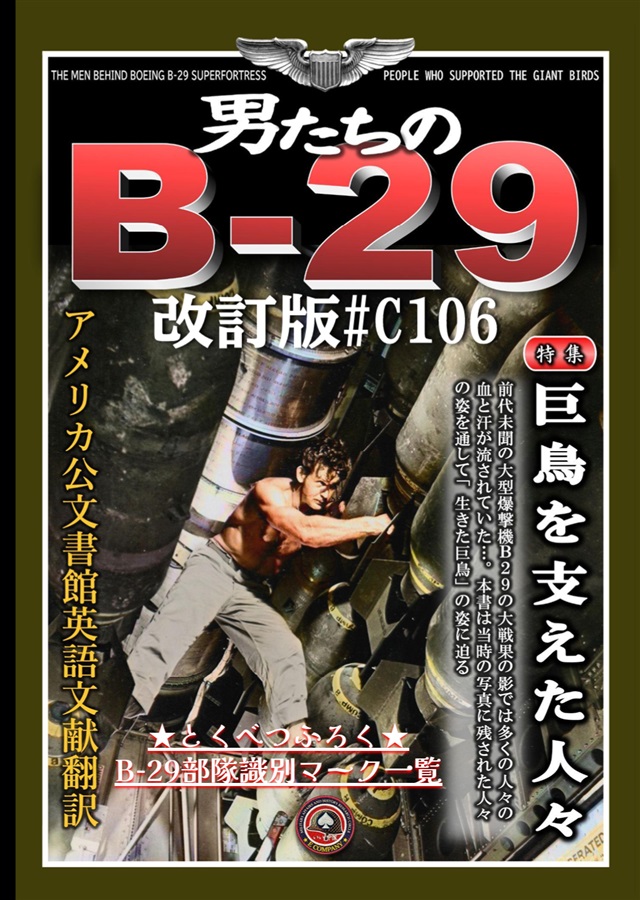 THE MEN BEHIND BOEING B-29 SUPERFORTRESS
PEOPLE WHO SUPPORTED THE GIANT BIRDS
男たちの
B-29
改訂版#C106
特集
巨鳥を支えた人々
前代未聞の大型爆撃機B29の大戦果の影では多くの人々の
血と汗が流されていた…。本書は当時の写真に残された人々
の姿を通して「生きた巨鳥」の姿に迫る
アメリカ公文書館英語文献翻訳
★とくべつふろく★
B-29部隊識別マーク一覧
E COMPANY